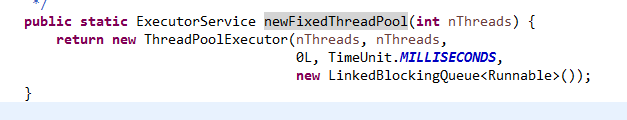 */
public static ExecutorService newFixedThreadPool(int nThreads) {
return new ThreadPoolExecutor(nThreads, nThreads,
0L, TimeUnit.MILLISECONDS,
new LinkedBlockingQueue<Runnable>());
}